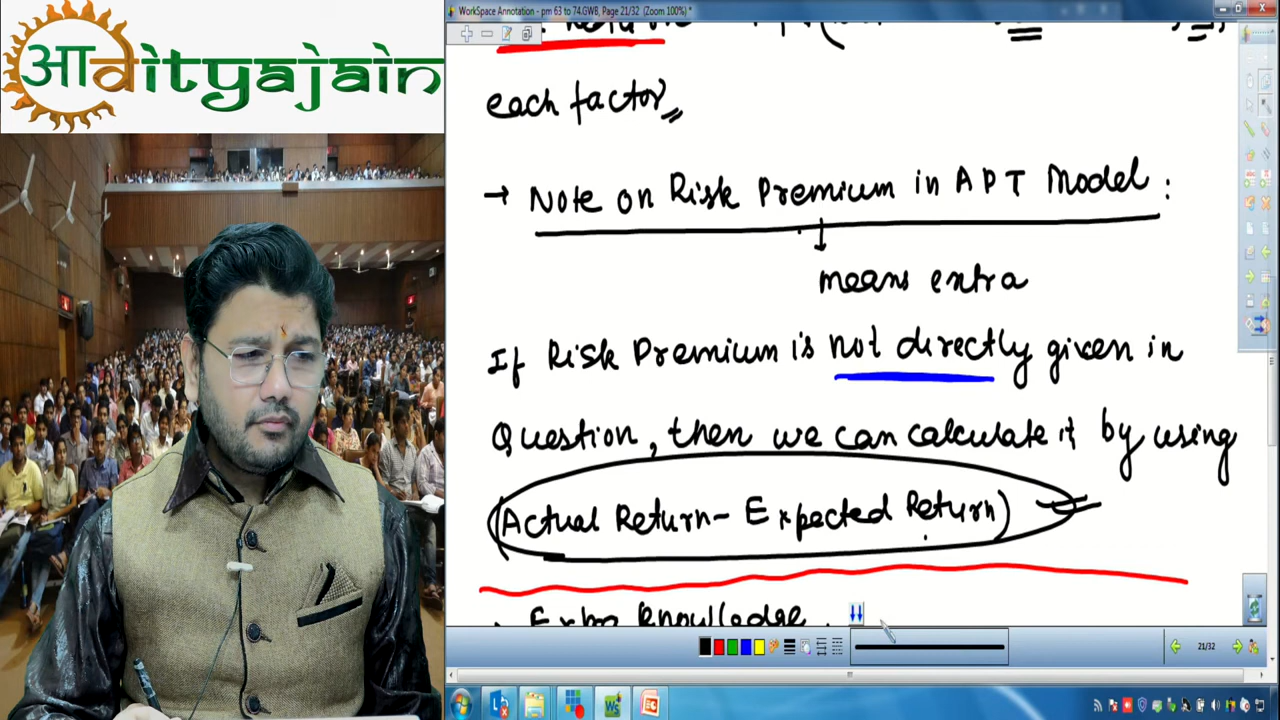 आdityajain
WorkSpace Annotation - pm 63 to 74.GWB, Page 21/32 (Zoom 100%) *
each factor,,
→ Note on Risk Premium in APT Model :
means extra
If Risk Premium is not directly given in
Question, then we can calculate it by using
(Actual Return - Expected Return)
Extra knowledge
21/32